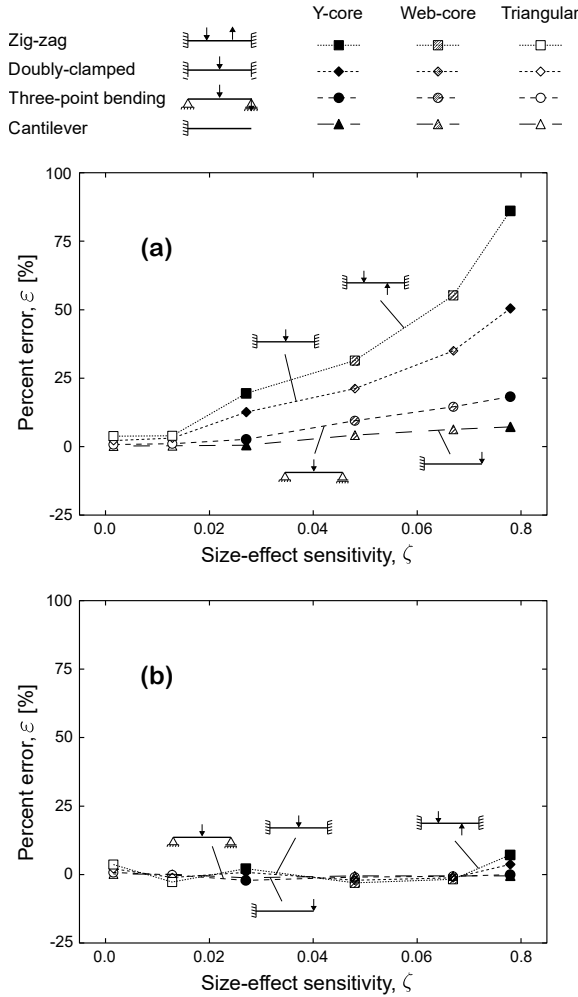 Y-core Web-core Triangular
Zig-zag
Doubly-clamped
Three-point bending
Cantilever
100
75
50
25
0
-25
Percent error, ε [%]
(a)
0.0 0.02 0.04 0.06 0.8
Size-effect sensitivity, ζ
100
75
50
25
0
-25
Percent error, ε [%]
(b)
0.0 0.02 0.04 0.06 0.8
Size-effect sensitivity, ζ